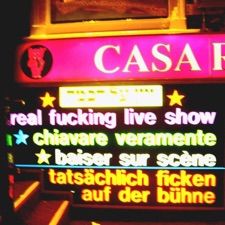 CASA R
real fucking live show
chiavare veramente
baiser sur scène
tatsächlich ficken
auf der bühne